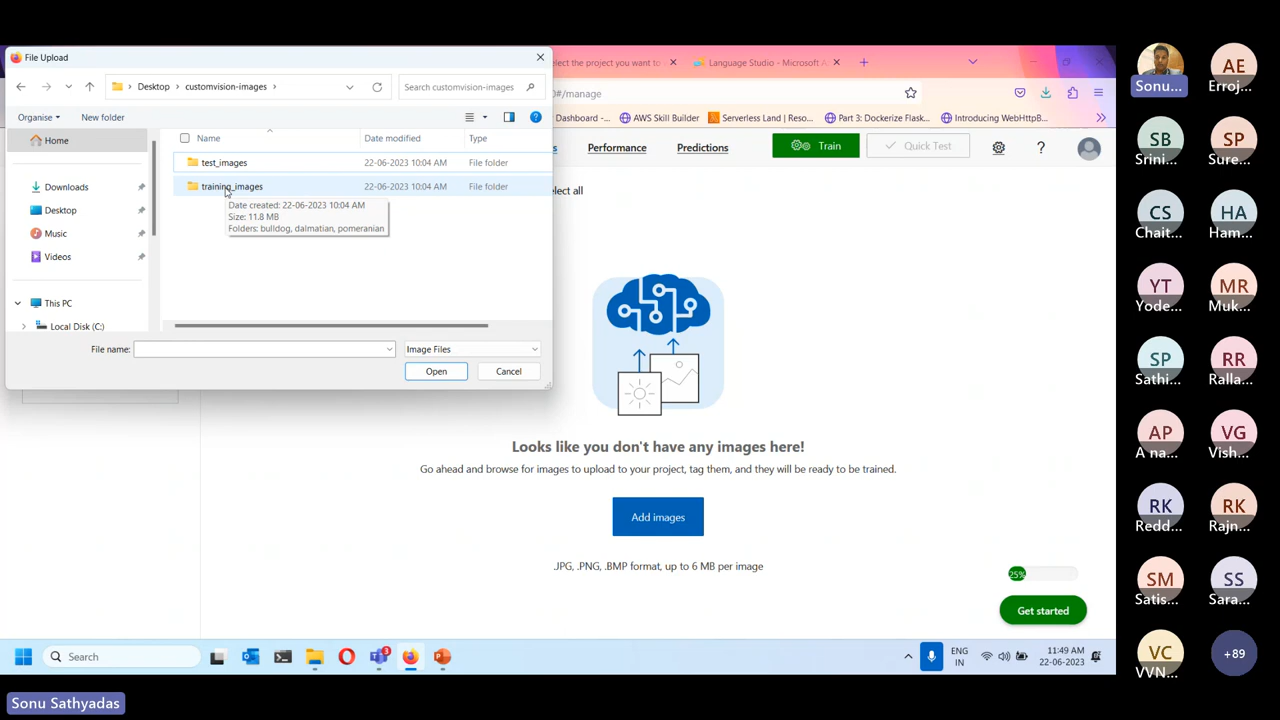 File Upload
Desktop > customvision-images >
Search customvision-images
Organise
New folder
Home
Downloads
Desktop
Music
Videos
This PC
Local Disk (C:)
Name
Date modified
Type
test_images
22-06-2023 10:04 AM
File folder
training_images
22-06-2023 10:04 AM
File folder
Date created: 22-06-2023 10:04 AM
Size: 11.8 MB
Folders: bulldog, dalmatian, pomeranian
File name:
Image Files
Open
Cancel
elect the project you want to
Language Studio - Microsoft A
0#/manage
Dashboard -...
AWS Skill Builder
Serverless Land | Reso...
Part 3: Dockerize Flask...
Introducing WebHttpB...
Performance
Predictions
Train
Quick Test
elect all
Looks like you don't have any images here!
Go ahead and browse for images to upload to your project, tag them, and they will be ready to be trained.
Add images
.JPG, .PNG, .BMP format, up to 6 MB per image
25%
Get started
Search
3
ENG
IN
11:49 AM
22-06-2023
Sonu Sathyadas
Sonu...
AE
Erroj...
SB
Srini...
SP
Sure...
CS
Chait...
HA
Ham...
YT
Yode...
MR
Muk...
SP
Sathi...
RR
Ralla...
AP
A na...
VG
Vish...
RK
Redd...
RK
Rajn...
SM
Satis...
SS
Sara...
VC
VVN...
+89